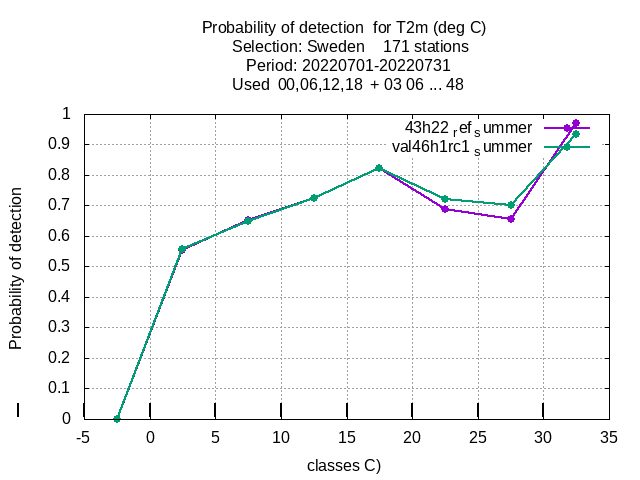 Probability of detection for T2m (deg C)
Selection: Sweden 171 stations
Period: 20220701-20220731
Used 00,06,12,18 + 03 06 ... 48
43h22_ref_summer
val46h1rc1_summer
1
0.9
0.8
0.7
0.6
0.5
0.4
0.3
0.2
0.1
0
Probability of detection
-5 0 5 10 15 20 25 30 35
classes C)